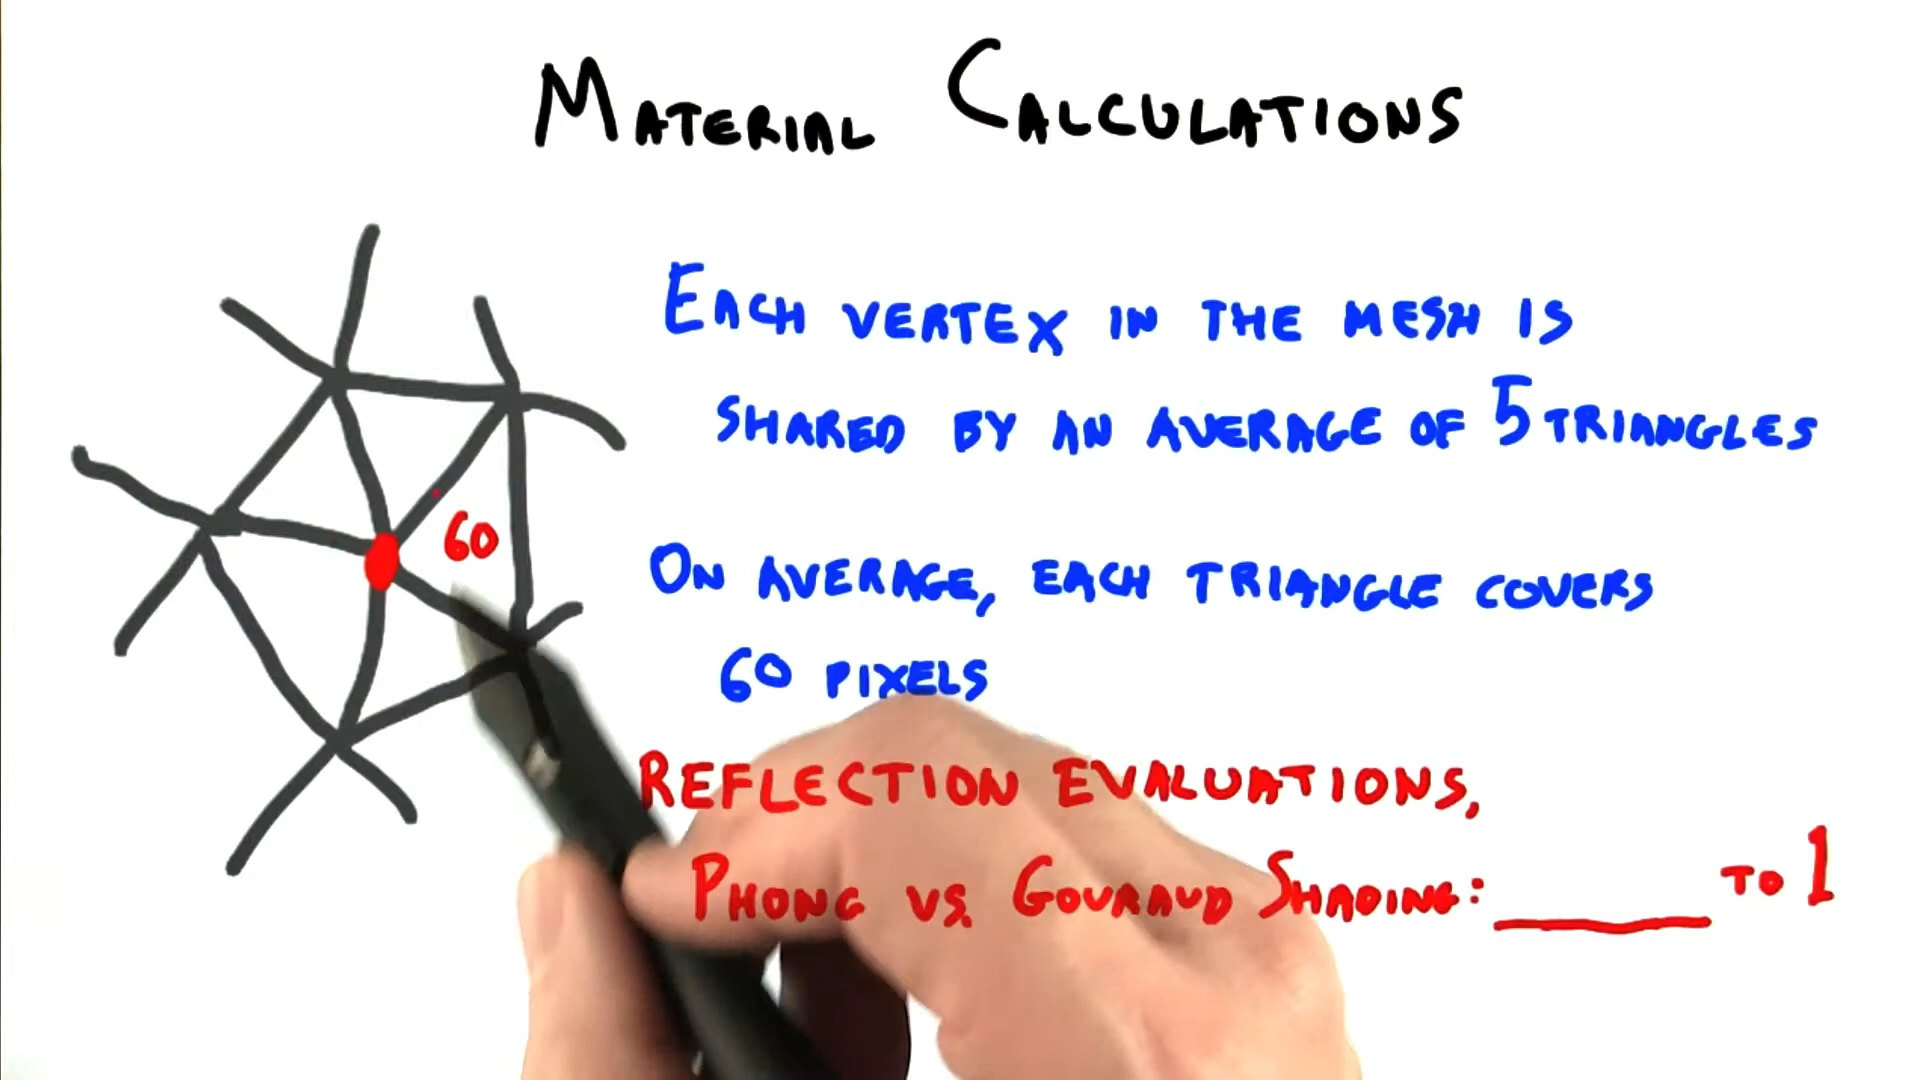 MATERIAL CALCULATIONS
EACH VERTEX IN THE MESH IS
SHARED BY AN AVERAGE OF 5 TRIANGLES
60
ON AVERAGE, EACH TRIANGLE COVERS
60 PIXELS
REFLECTION EVALUATIONS,
PHONG VS. GOURAUD SHADING: ______ TO 1